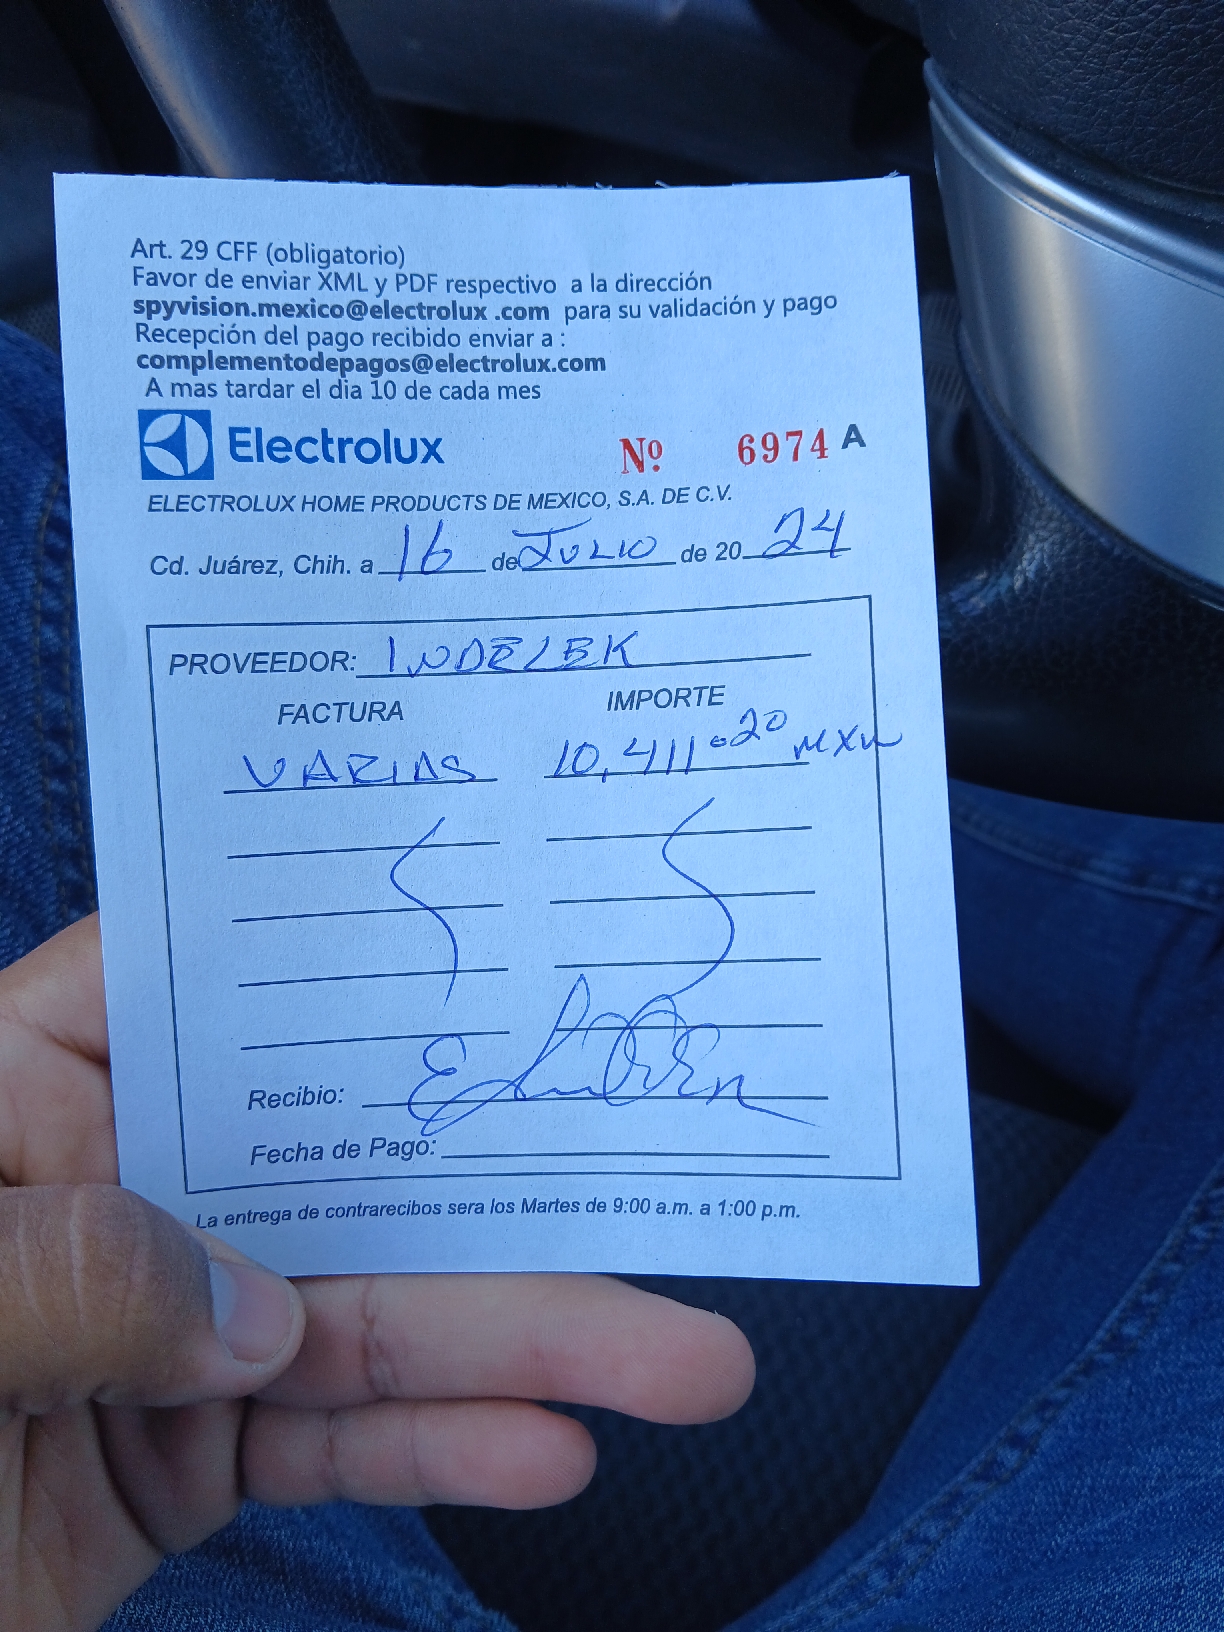 Art. 29 CFF (obligatorio)
Favor de enviar XML y PDF respectivo a la dirección
spyvision.mexico@electrolux .com para su validación y pago
Recepción del pago recibido enviar a :
complementodepagos@electrolux.com
A mas tardar el dia 10 de cada mes
Electrolux Nº 6974 A
ELECTROLUX HOME PRODUCTS DE MEXICO, S.A. DE C.V.
Cd. Juárez, Chih. a 16 de JULIO de 2024
PROVEEDOR: INDELEK
FACTURA IMPORTE
VARIAS 10,411.20 MXN
Recibio:
Fecha de Pago:
La entrega de contrarecibos sera los Martes de 9:00 a.m. a 1:00 p.m.